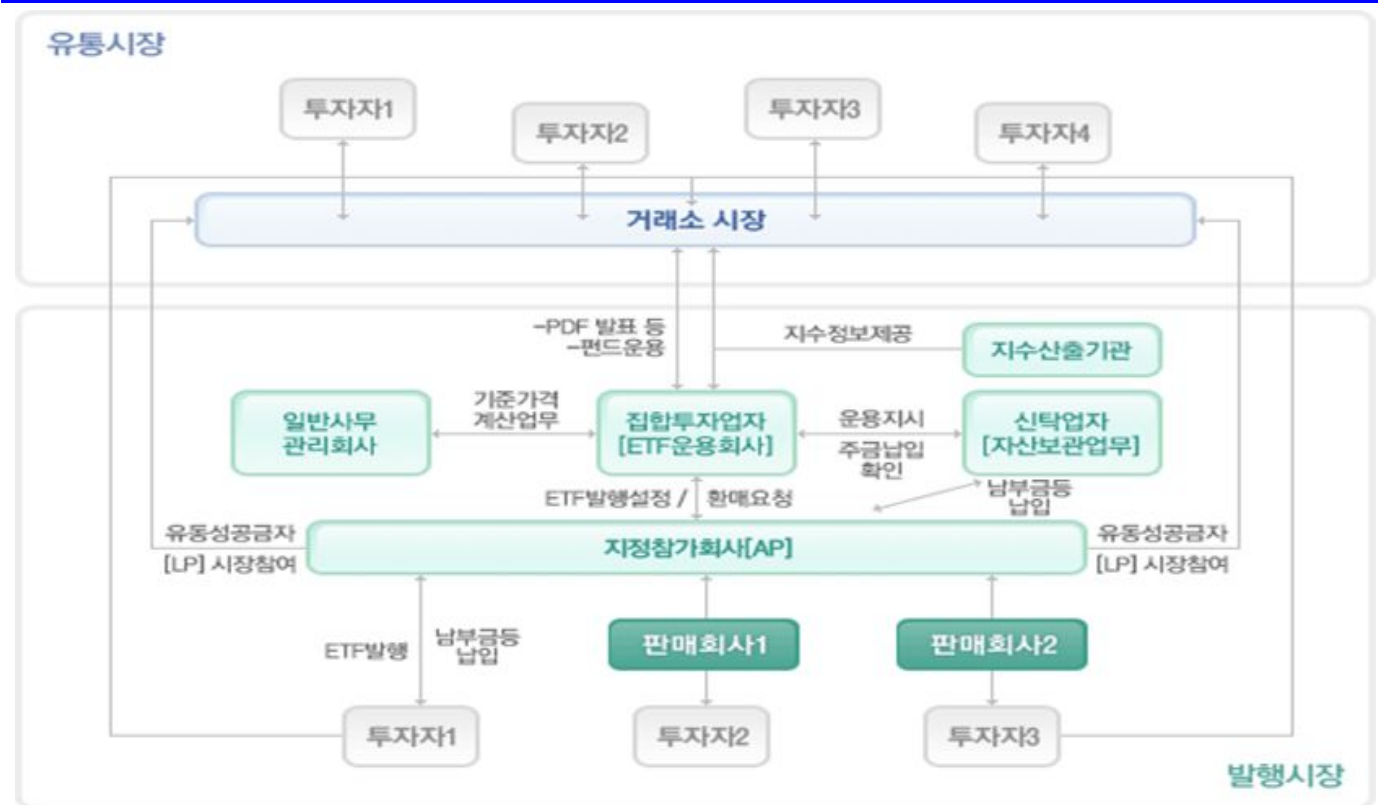 유통시장
투자자1
투자자2
투자자3
투자자4
거래소 시장
-PDF 발표 등
-펀드운용
지수정보제공
지수산출기관
일반사무
관리회사
기준가격
계산업무
집합투자업자
[ETF운용회사]
운용지시
주금납입
확인
신탁업자
[자산보관업무]
ETF발행설정 / 환매요청
남부금등
납입
유동성공급자
[LP] 시장참여
지정참가회사[AP]
유동성공급자
[LP] 시장참여
ETF발행
남부금등
납입
판매회사1
판매회사2
투자자1
투자자2
투자자3
발행시장